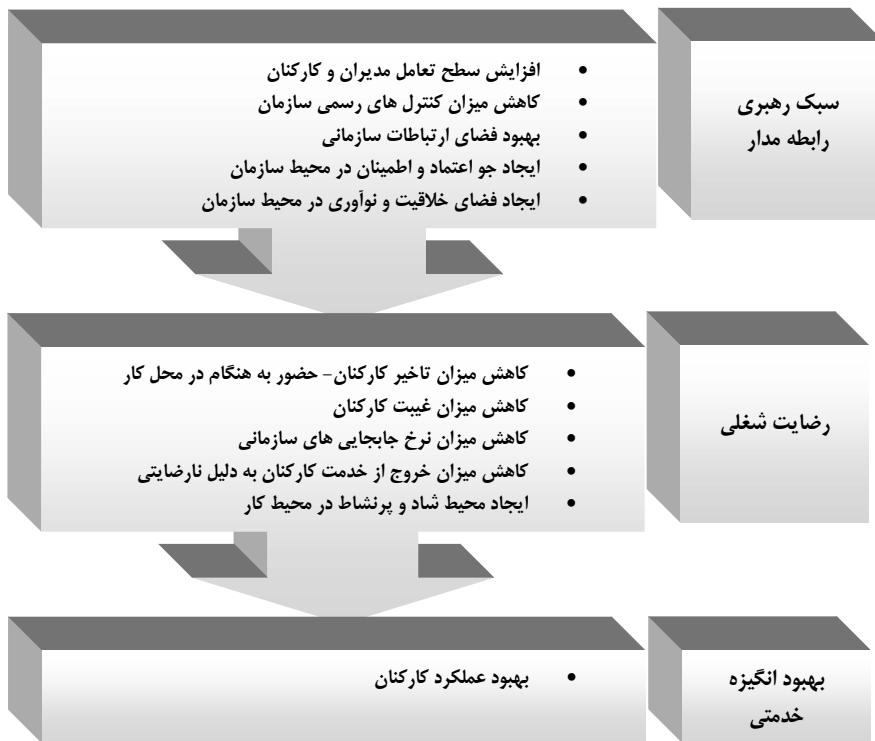 سبک رهبری
رابطه مدار
• افزایش سطح تعامل مدیران و کارکنان
• کاهش میزان کنترل های رسمی سازمان
• بهبود فضای ارتباطات سازمانی
• ایجاد جو اعتماد و اطمینان در محیط سازمان
• ایجاد فضای خلاقیت و نوآوری در محیط سازمان
رضایت شغلی
• کاهش میزان تاخیر کارکنان- حضور به هنگام در محل کار
• کاهش میزان غیبت کارکنان
• کاهش میزان نرخ جابجایی های سازمانی
• کاهش میزان خروج از خدمت کارکنان به دلیل نارضایتی
• ایجاد محیط شاد و پرنشاط در محیط کار
بهبود انگیزه
خدمتی
• بهبود عملکرد کارکنان